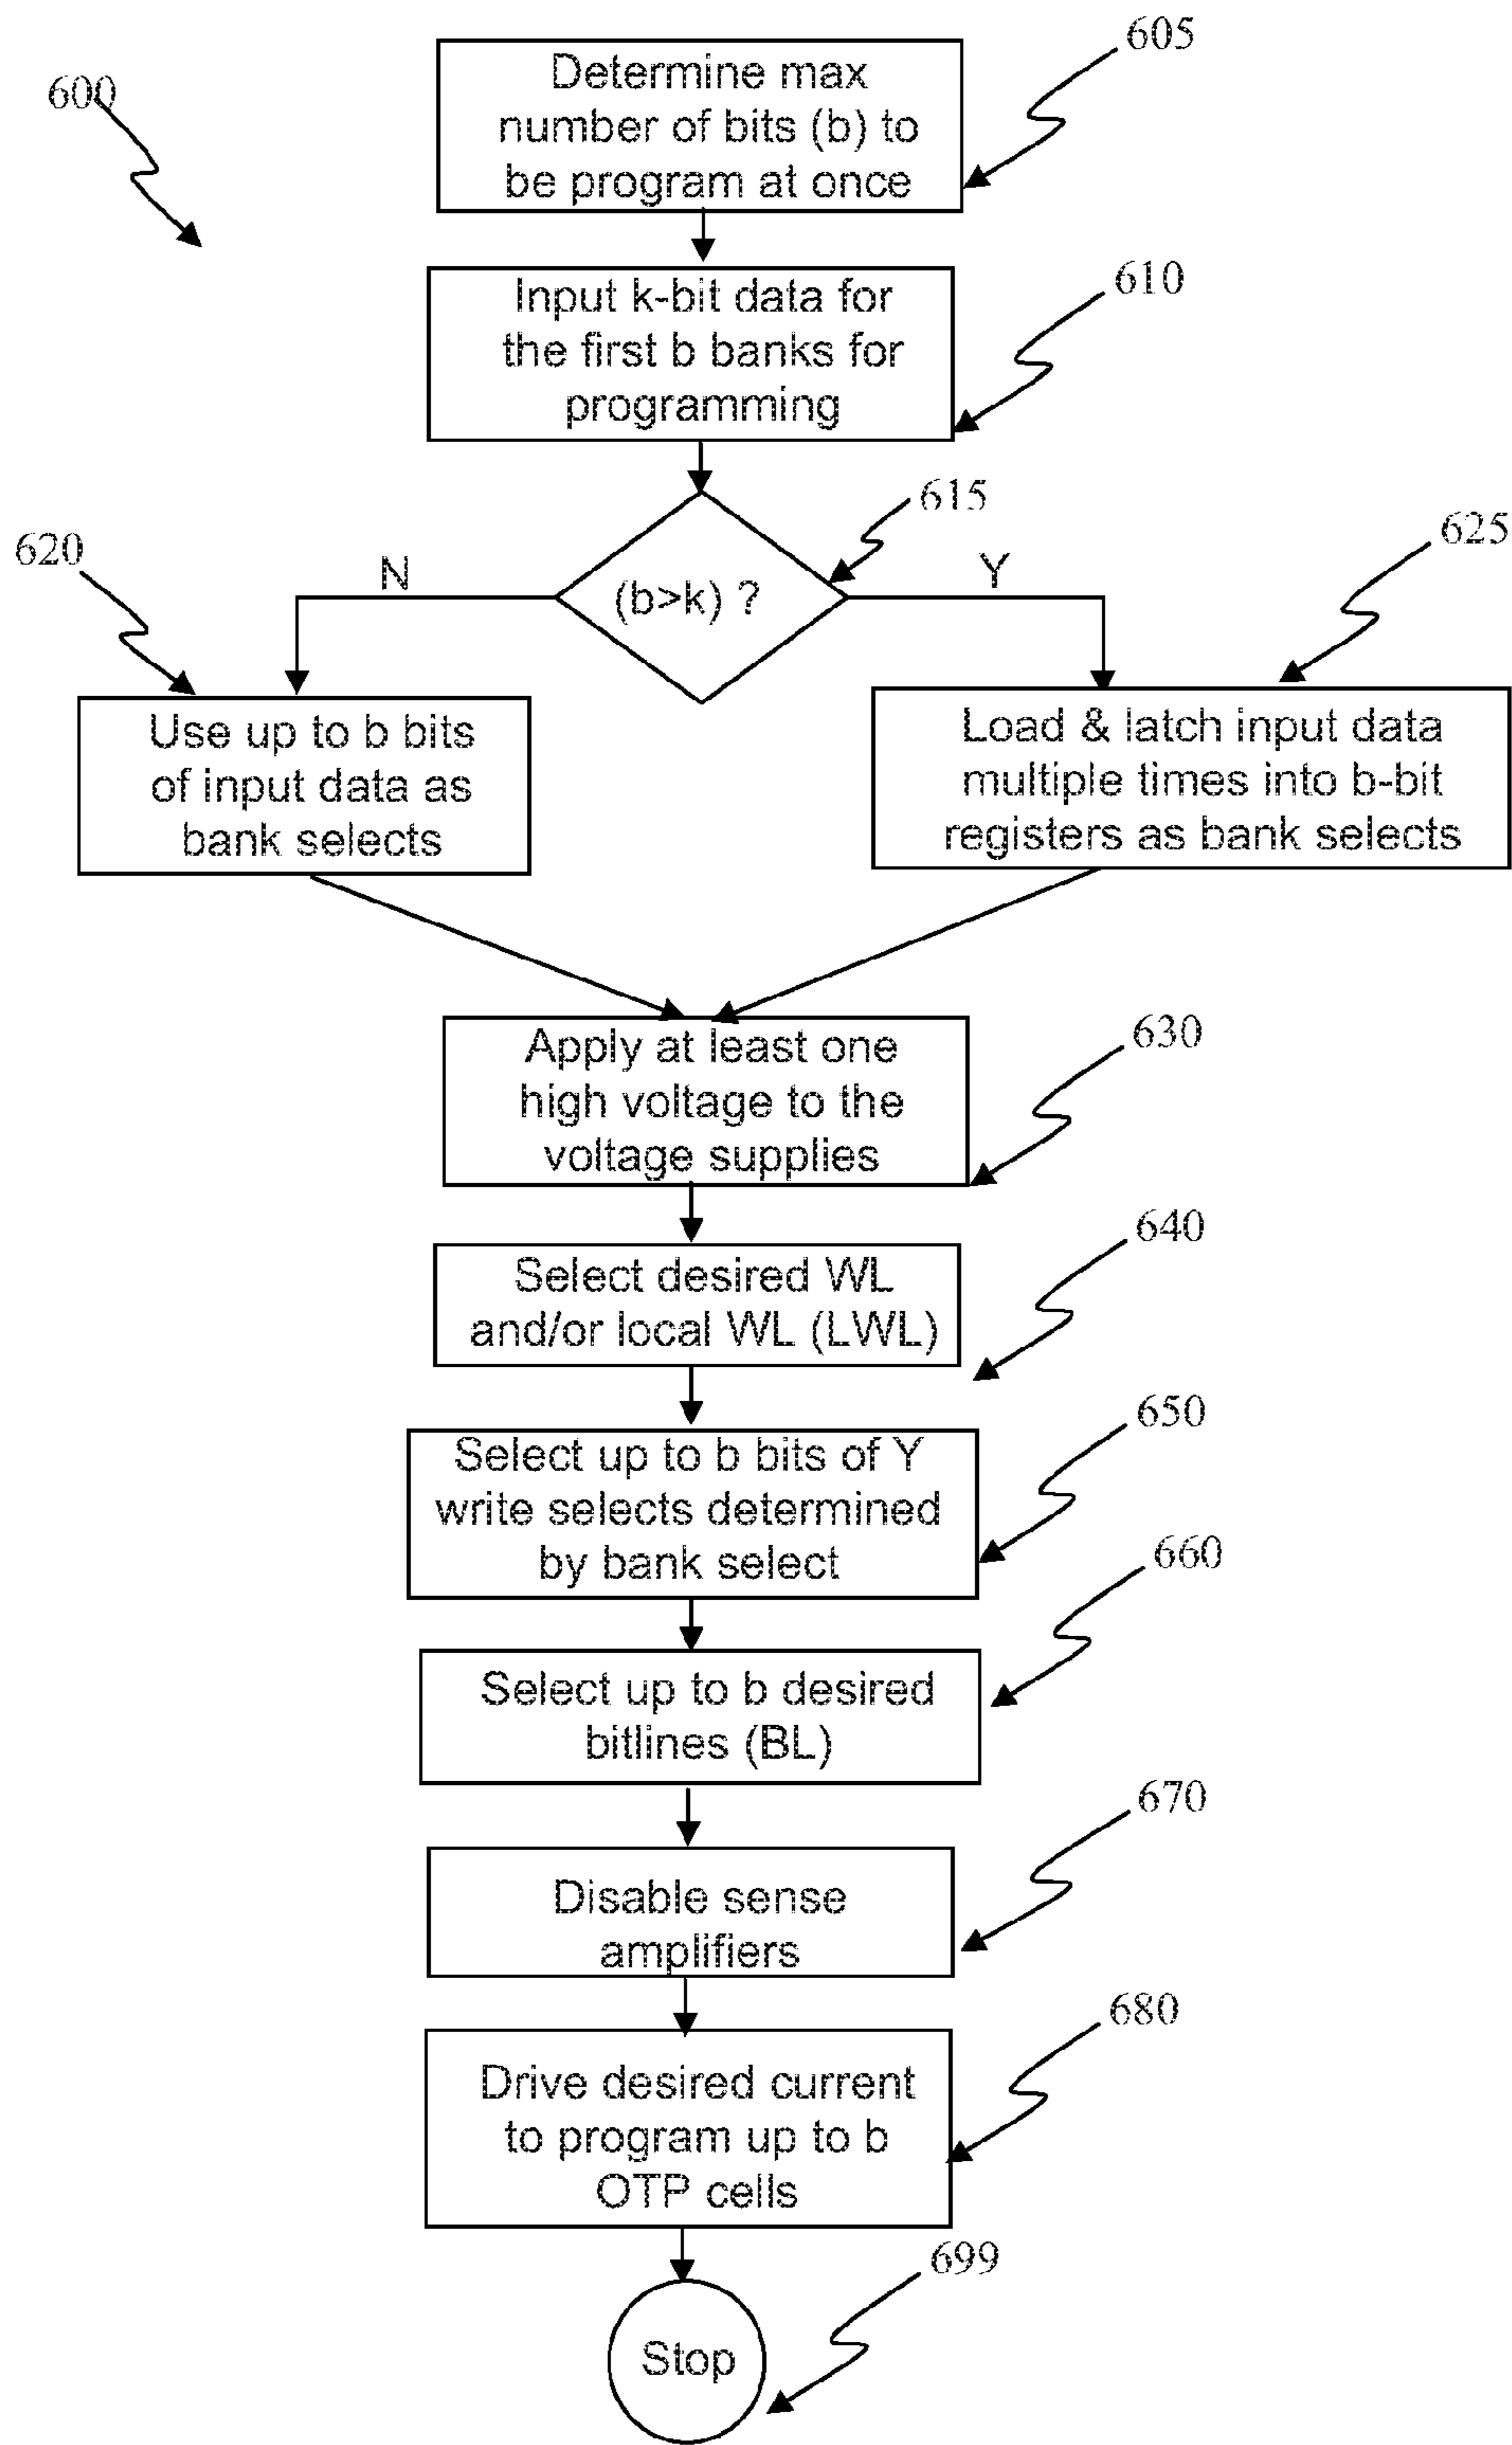 600
605
Determine max
number of bits (b) to
be program at once
610
Input k-bit data for
the first b banks for
programming
615
(b>k) ?
N
Y
620
Use up to b bits
of input data as
bank selects
625
Load & latch input data
multiple times into b-bit
registers as bank selects
630
Apply at least one
high voltage to the
voltage supplies
640
Select desired WL
and/or local WL (LWL)
650
Select up to b bits of Y
write selects determined
by bank select
660
Select up to b desired
bitlines (BL)
670
Disable sense
amplifiers
680
Drive desired current
to program up to b
OTP cells
699
Stop